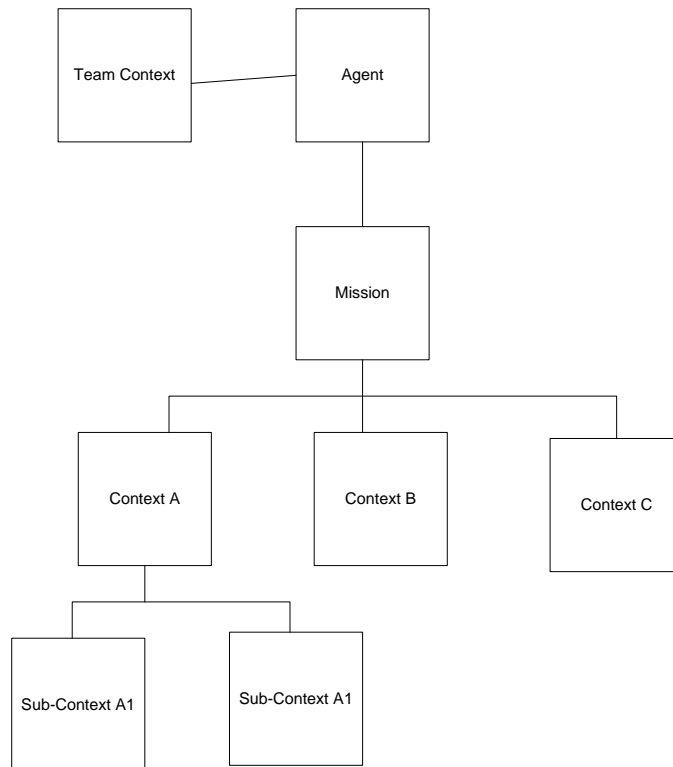 Team Context
Agent
Mission
Context A
Context B
Context C
Sub-Context A1
Sub-Context A1